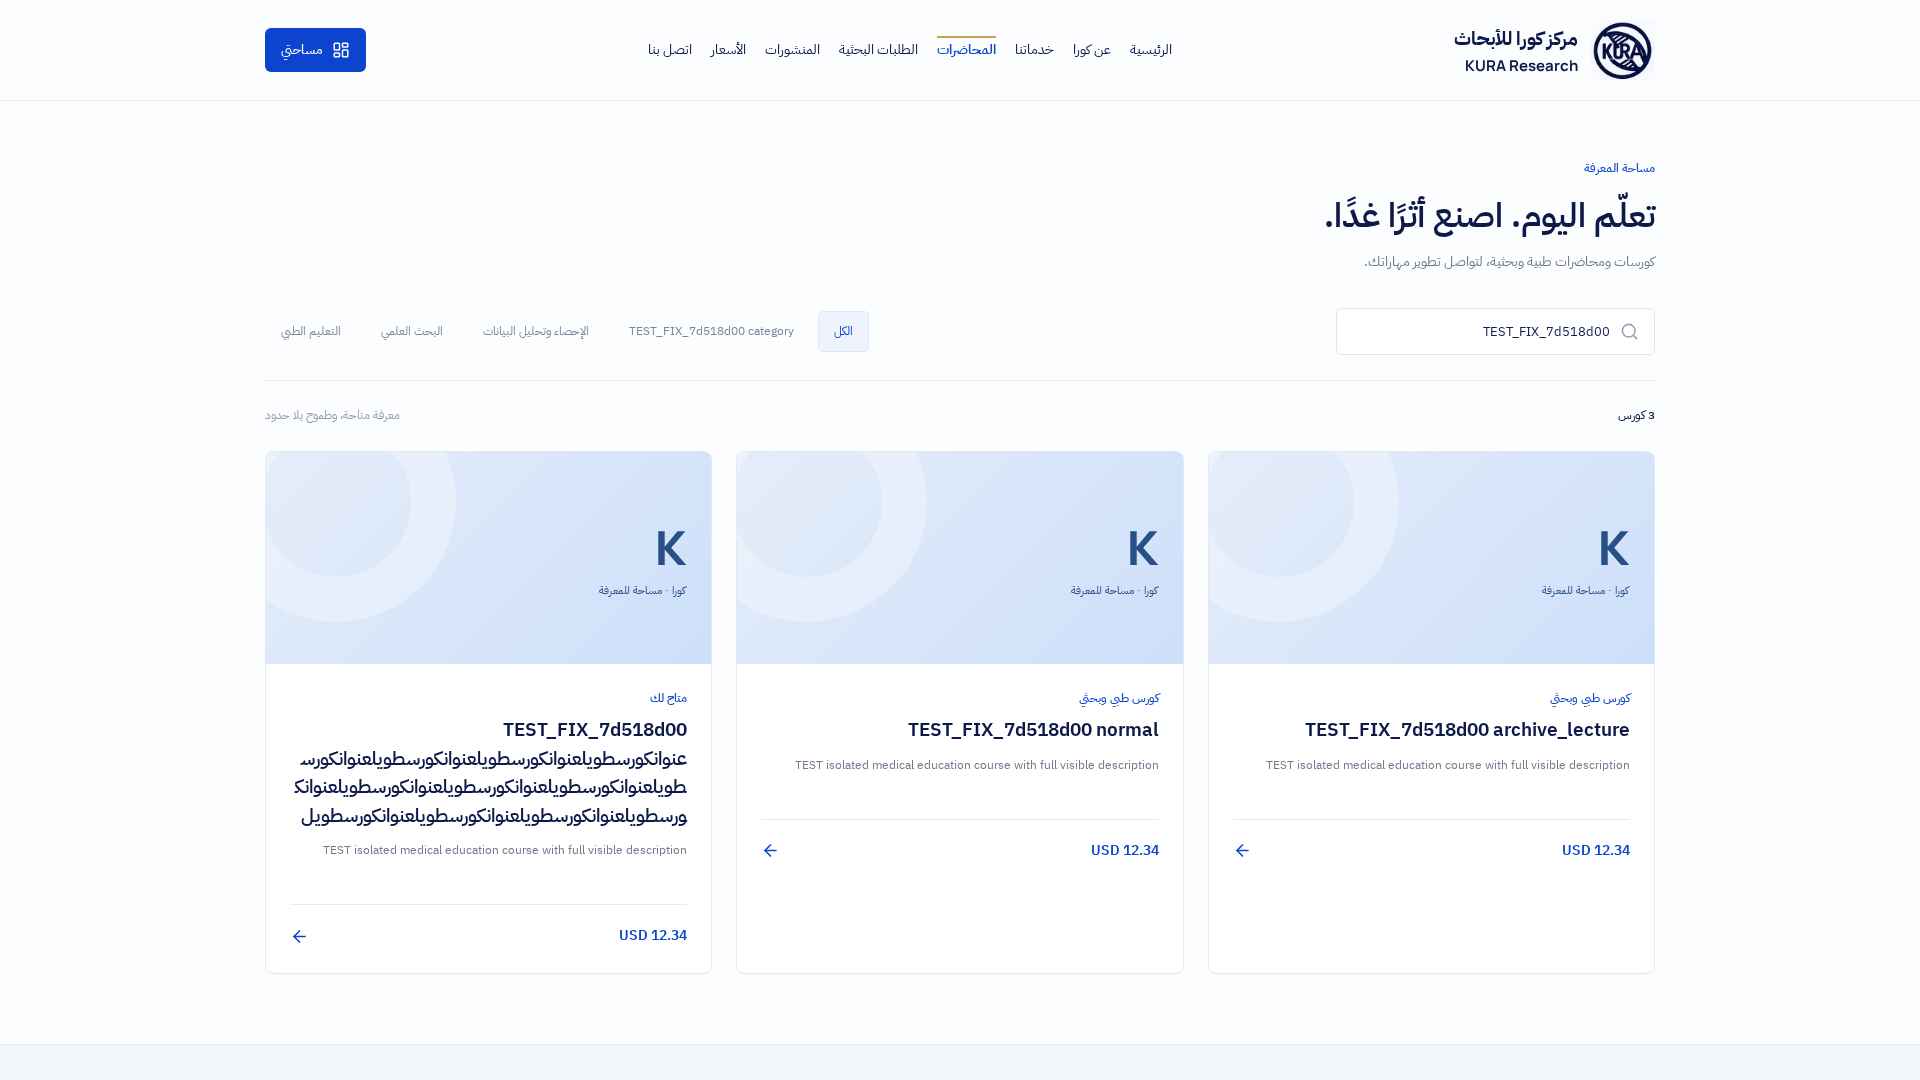 مركز كورا للأبحاث
KURA Research
KURA
الرئيسية
عن كورا
خدماتنا
المحاضرات
الطلبات البحثية
المنشورات
الأسعار
اتصل بنا
مساحتي
مساحة المعرفة
تعلّم اليوم. اصنع أثرًا غدًا.
كورسات ومحاضرات طبية وبحثية، لتواصل تطوير مهاراتك.
TEST_FIX_7d518d00
الكل
TEST_FIX_7d518d00 category
الإحصاء وتحليل البيانات
البحث العلمي
التعليم الطبي
3 كورس
معرفة متاحة، وطموح بلا حدود
K
كورا · مساحة للمعرفة
كورس طبي وبحثي
TEST_FIX_7d518d00 archive_lecture
TEST isolated medical education course with full visible description
USD 12.34
K
كورا · مساحة للمعرفة
كورس طبي وبحثي
TEST_FIX_7d518d00 normal
TEST isolated medical education course with full visible description
USD 12.34
K
كورا · مساحة للمعرفة
متاح لك
TEST_FIX_7d518d00
عنوانكورسطويلعنوانكورسطويلعنوانكورسطويلعنوانكورس
طويلعنوانكورسطويلعنوانكورسطويلعنوانكورسطويلعنوانك
ورسطويلعنوانكورسطويلعنوانكورسطويلعنوانكورسطويل
TEST isolated medical education course with full visible description
USD 12.34